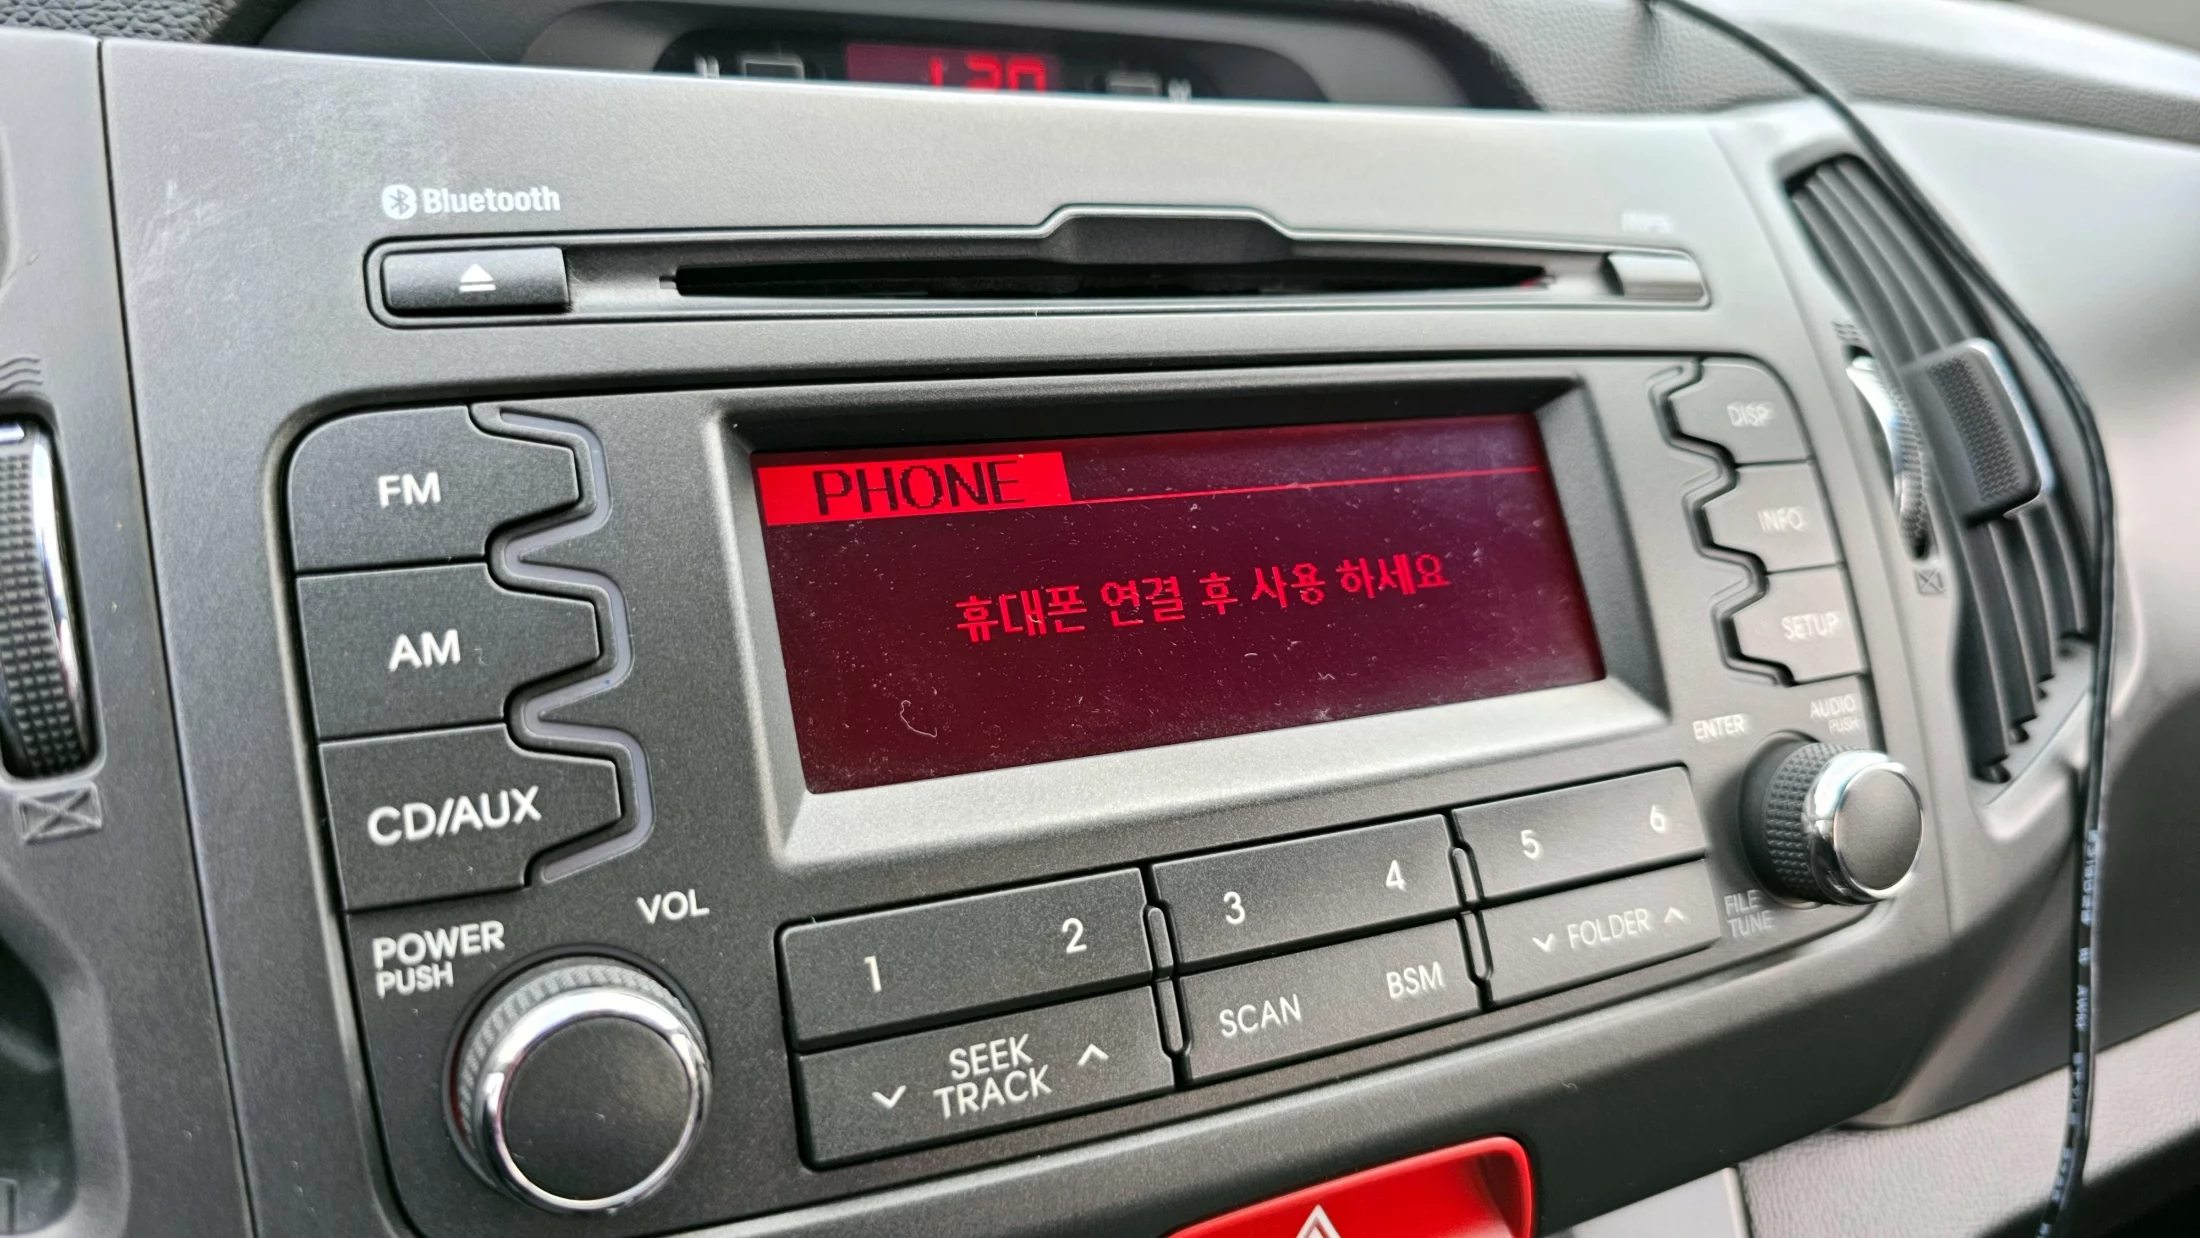 1:30
Bluetooth
FM
AM
CD/AUX
PHONE
휴대폰 연결 후 사용 하세요
DISP
INFO
SETUP
AUDIO
PUSH
ENTER
VOL
POWER
PUSH
1 2
3 4
5 6
SEEK
TRACK
SCAN BSM
FOLDER
FILE
TUNE